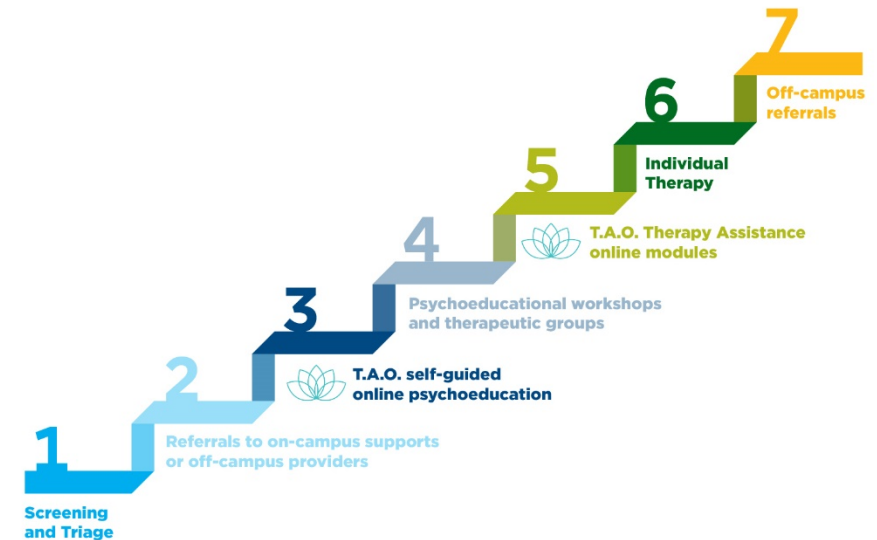 1
Screening
and Triage
2
Referrals to on-campus supports
or off-campus providers
3
T.A.O. self-guided
online psychoeducation
4
Psychoeducational workshops
and therapeutic groups
5
T.A.O. Therapy Assistance
online modules
6
Individual
Therapy
7
Off-campus
referrals